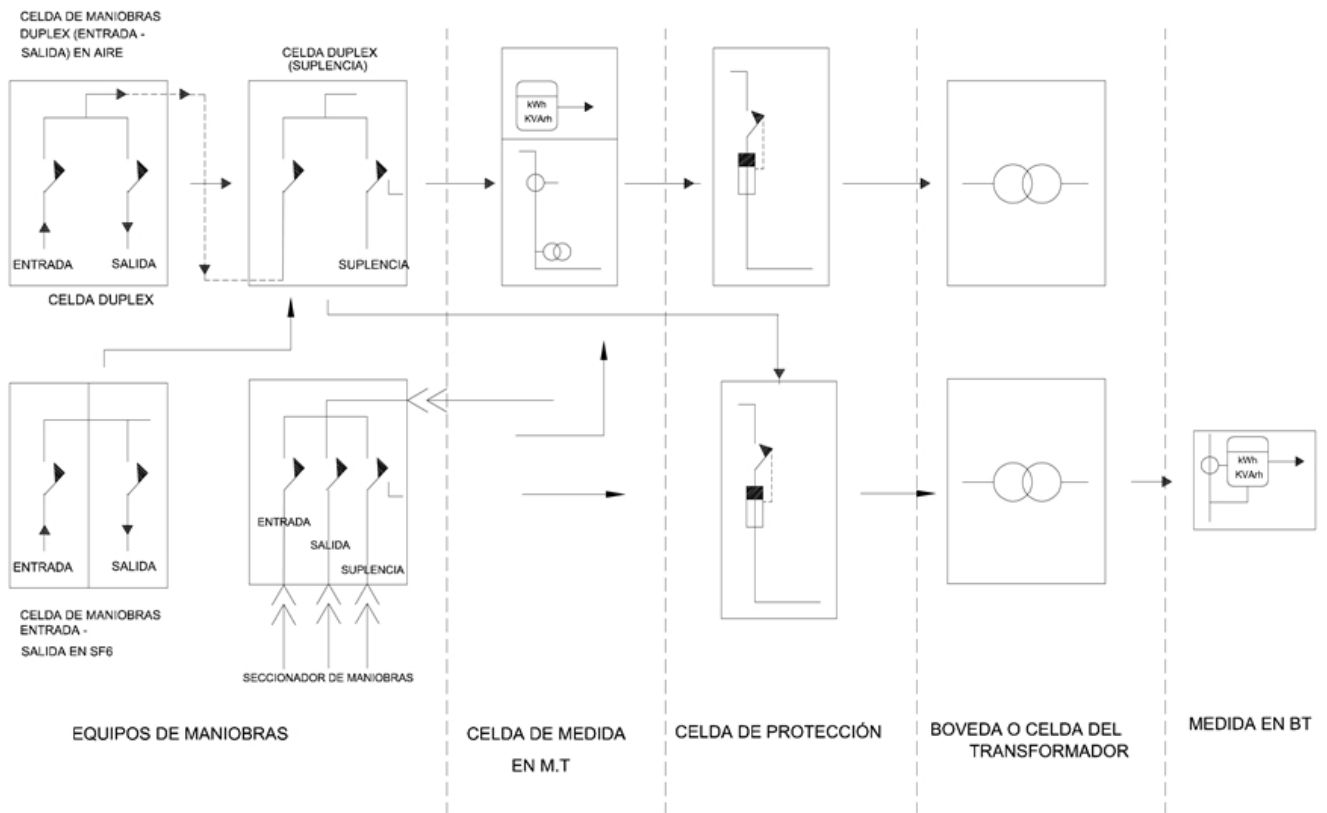 CELDA DE MANIOBRAS
DUPLEX (ENTRADA -
SALIDA) EN AIRE
CELDA DUPLEX
(SUPLENCIA)
kWh
KVArh
ENTRADA
SALIDA
SUPLENCIA
CELDA DUPLEX
ENTRADA
SALIDA
ENTRADA
SALIDA
SUPLENCIA
kWh
KVArh
CELDA DE MANIOBRAS
ENTRADA -
SALIDA EN SF6
SECCIONADOR DE MANIOBRAS
EQUIPOS DE MANIOBRAS
CELDA DE MEDIDA
EN M.T
CELDA DE PROTECCIÓN
BOVEDA O CELDA DEL
TRANSFORMADOR
MEDIDA EN BT